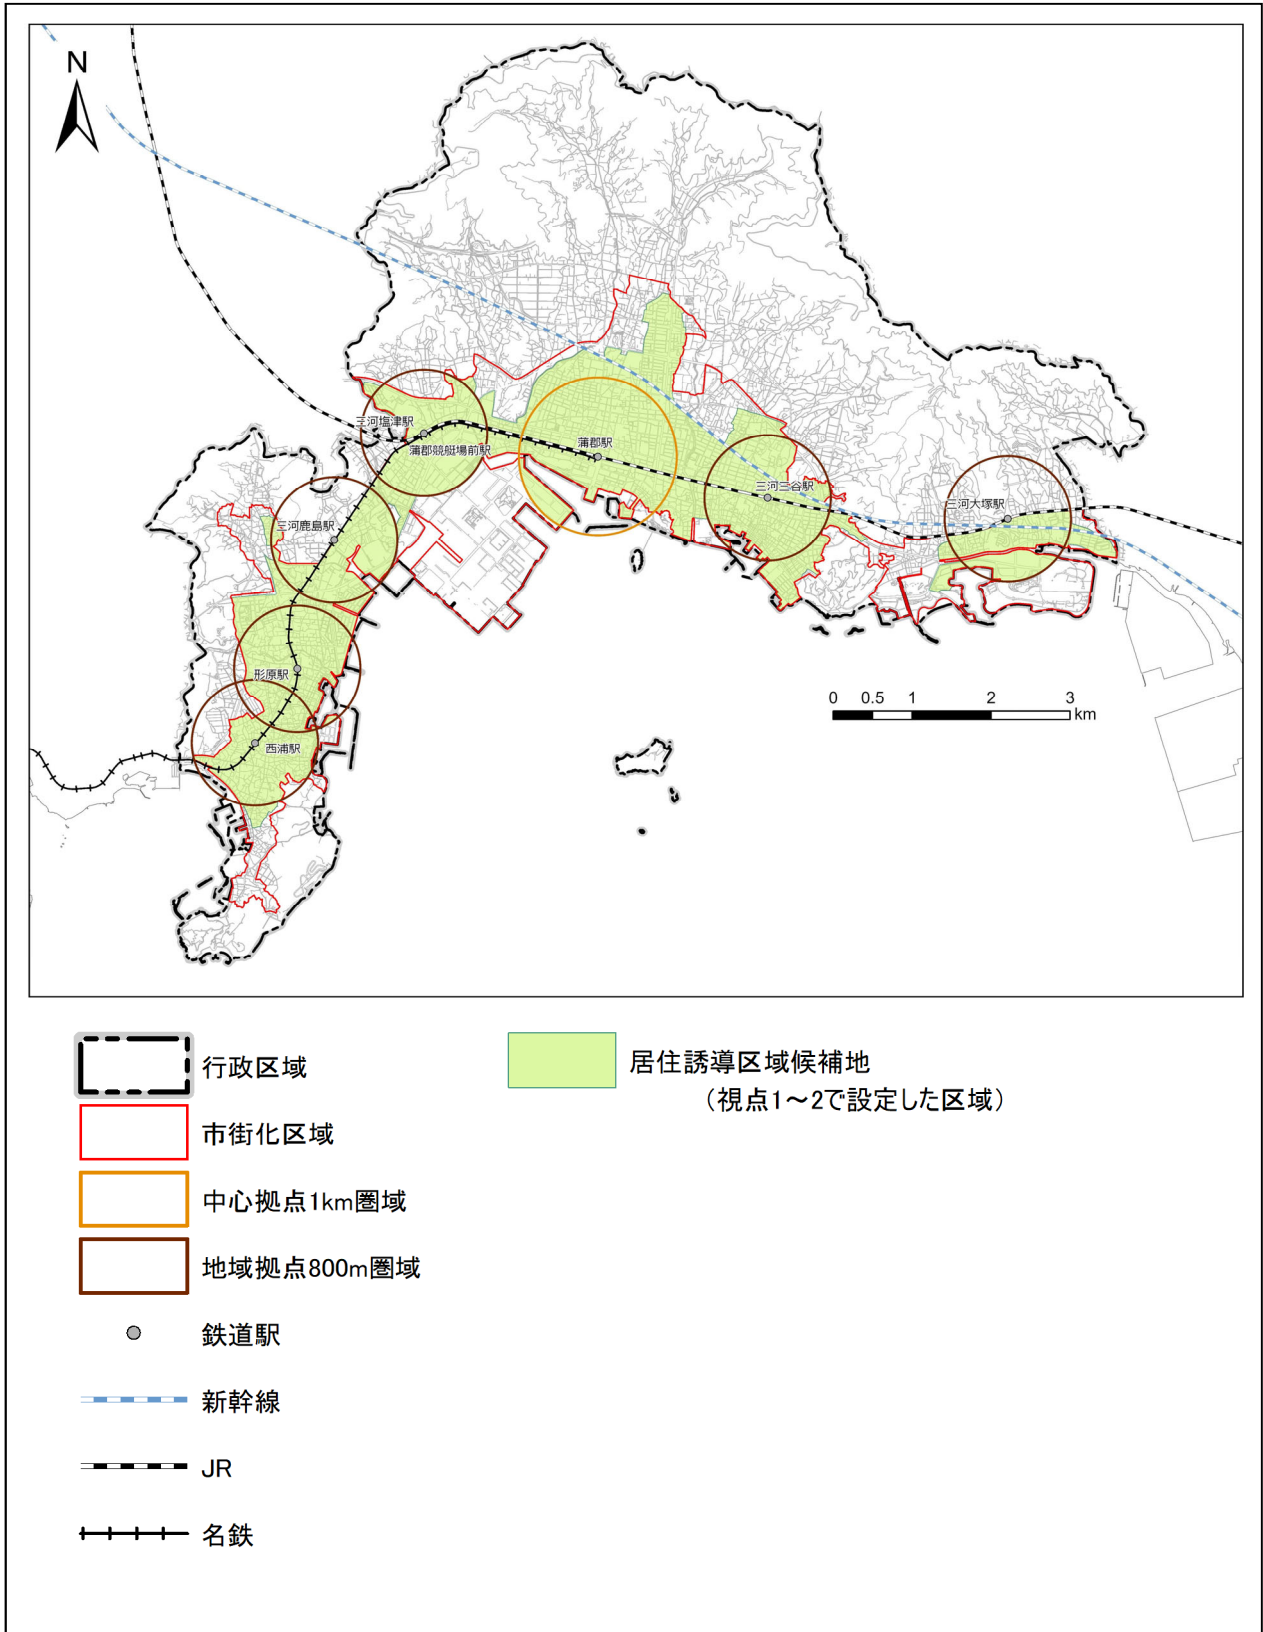 N
三河塩津駅
蒲郡競艇場前駅
蒲郡駅
三河三谷駅
三河大塚駅
三河鹿島駅
形原駅
西浦駅
0 0.5 1 2 3
km
行政区域
市街化区域
中心拠点1km圏域
地域拠点800m圏域
鉄道駅
新幹線
JR
名鉄
居住誘導区域候補地
（視点1～2で設定した区域）